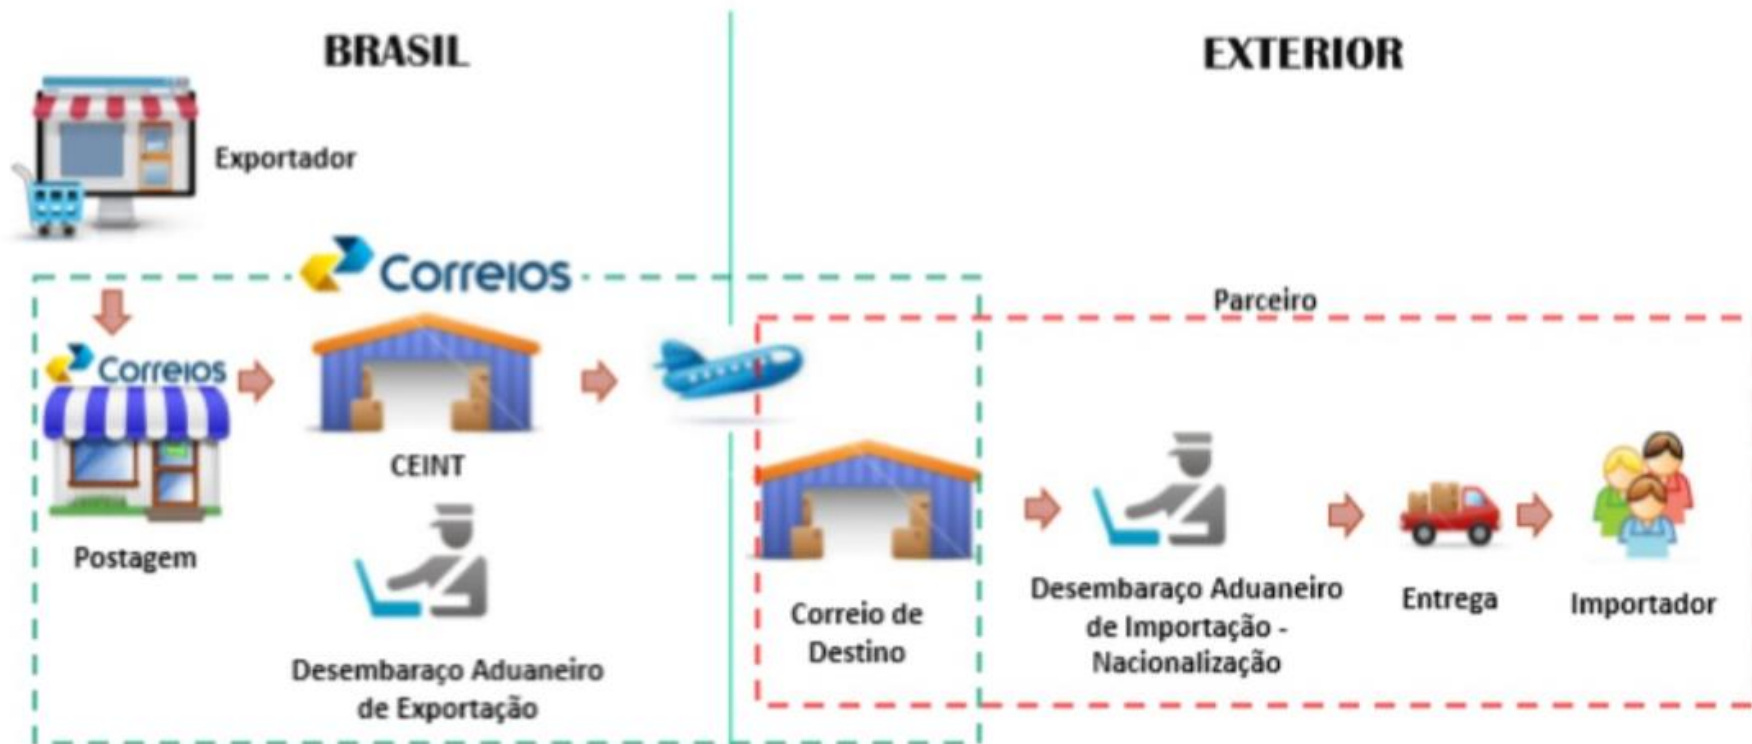 BRASIL
EXTERIOR
Exportador
Correios
Parceiro
Correios
CEINT
Postagem
Desembaraço Aduaneiro
de Exportação
Correio de
Destino
Desembaraço Aduaneiro
de Importação -
Nacionalização
Entrega
Importador